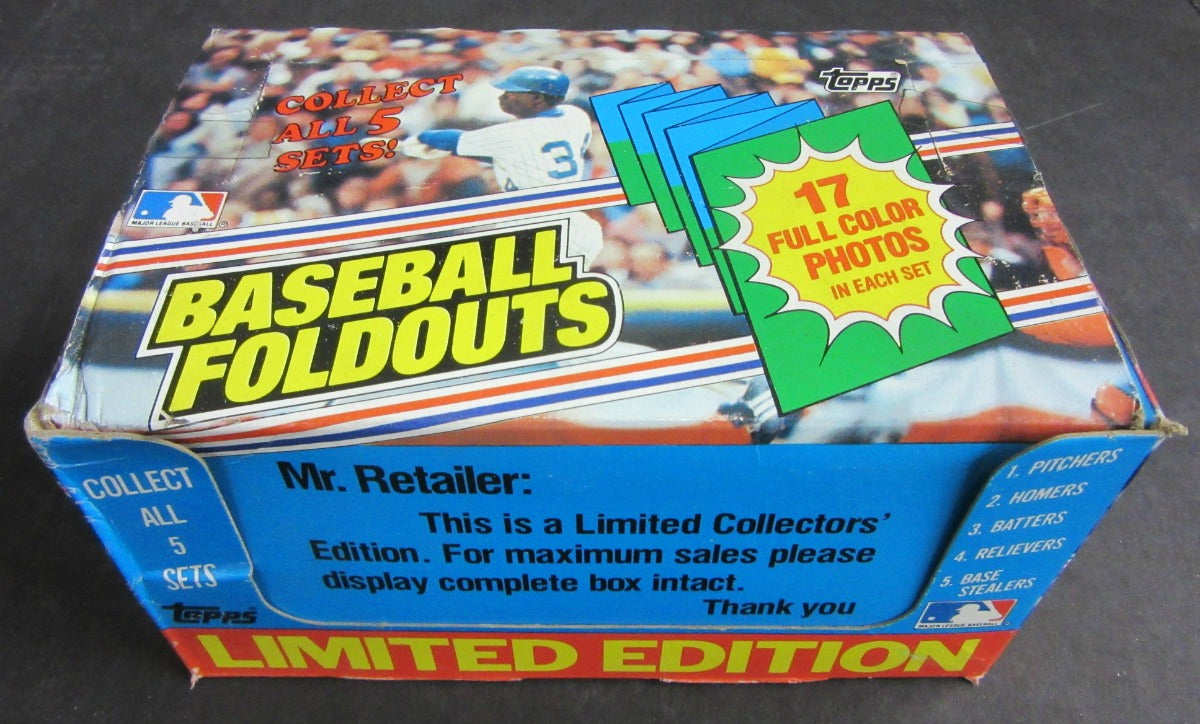 COLLECT
ALL 5
SETS!
topps
3
MAJOR LEAGUE BASEBALL ®
17
FULL COLOR
PHOTOS
IN EACH SET
BASEBALL
FOLDOUTS
COLLECT
ALL
5
SETS
topps
Mr. Retailer:
This is a Limited Collectors'
Edition. For maximum sales please
display complete box intact.
Thank you
1. PITCHERS
2. HOMERS
3. BATTERS
4. RELIEVERS
5. BASE
STEALERS
MAJOR LEAGUE BASEBALL ®
LIMITED EDITION